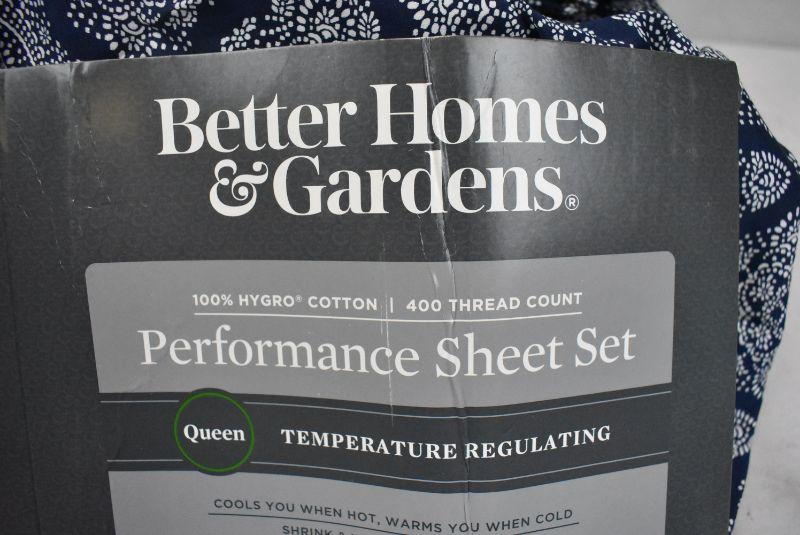 Better Homes
& Gardens®
100% HYGRO® COTTON | 400 THREAD COUNT
Performance Sheet Set
Queen TEMPERATURE REGULATING
COOLS YOU WHEN HOT, WARMS YOU WHEN COLD
SHRINK &